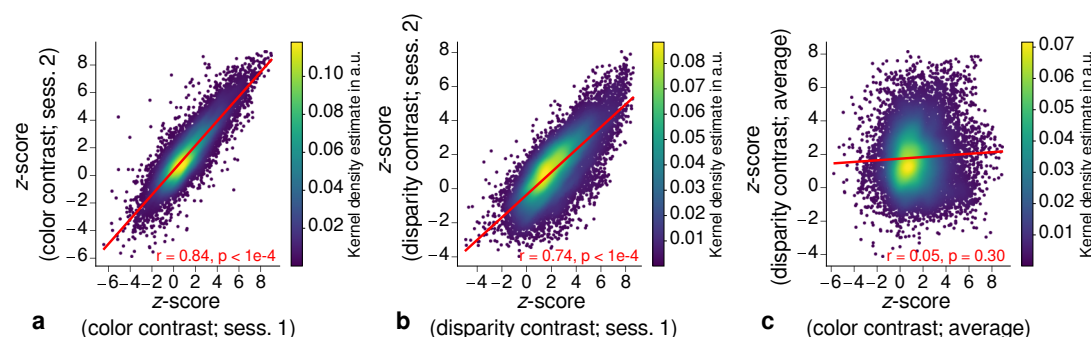 z-score
(color contrast; sess. 2)
8
6
4
2
0
−2
−4
−6
−6 −4 −2 0 2 4 6 8
r = 0.84, p < 1e-4
0.10
0.08
0.06
0.04
0.02
Kernel density estimate in a.u.
z-score
a
(color contrast; sess. 1)
z-score
(disparity contrast; sess. 2)
8
6
4
2
0
−2
−4
−4 −2 0 2 4 6 8
r = 0.74, p < 1e-4
0.08
0.07
0.06
0.05
0.04
0.03
0.02
0.01
Kernel density estimate in a.u.
z-score
b
(disparity contrast; sess. 1)
z-score
(disparity contrast; average)
8
6
4
2
0
−2
−4
−6 −4 −2 0 2 4 6 8
r = 0.05, p = 0.30
0.07
0.06
0.05
0.04
0.03
0.02
0.01
Kernel density estimate in a.u.
z-score
c
(color contrast; average)